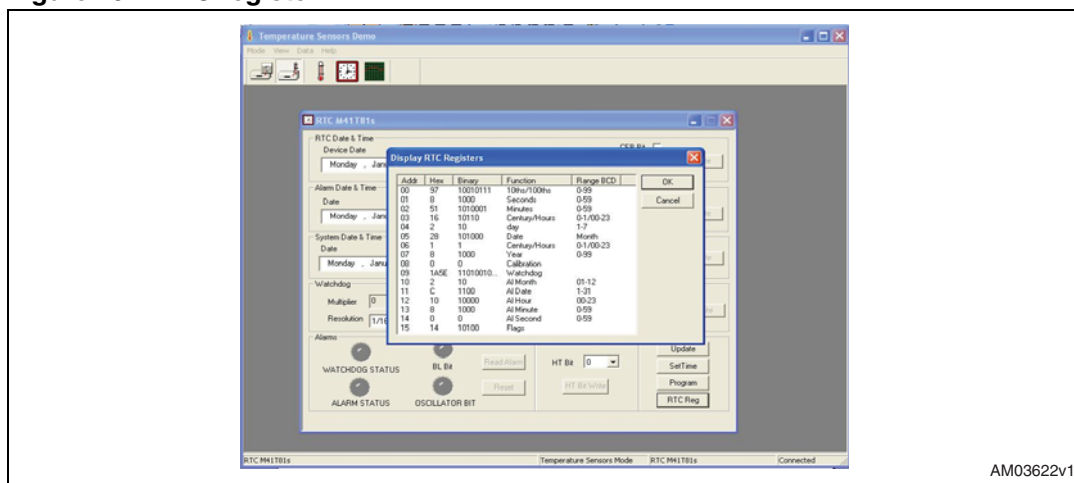 Temperature Sensors Demo
Mode View Data Help
RTC M41T81s
RTC Date & Time
Device Date
Monday , Janu
Display RTC Registers
Addr Hex Binary Function Range BCD
00 97 10010111 10ths/100ths 0-99
01 8 1000 Seconds 0-59
02 51 1010001 Minutes 0-59
03 16 10110 Century/Hours 0-1/00-23
04 2 10 day 1-7
05 28 101000 Date Month
06 1 1 Century/Hours 0-1/00-23
07 8 1000 Year 0-99
08 0 0 Calibration
09 1A5E 11010010... Watchdog
10 2 10 Al Month 01-12
11 C 1100 Al Date 1-31
12 10 10000 Al Hour 00-23
13 8 1000 Al Minute 0-59
14 0 0 Al Second 0-59
15 14 10100 Flags
OK
Cancel
Alarm Date & Time
Date
Monday , Janu
System Date & Time
Date
Monday , Janu
Watchdog
Multiplier 0
Resolution 1/16
Alarms
WATCHDOG STATUS
BL Bit
Read Alarm
HT Bit 0
Update
SetTime
ALARM STATUS
OSCILLATOR BIT
Reset
HT Bit Write
Program
RTC Reg
RTC M41T81s Temperature Sensors Mode RTC M41T81s Connected
AM03622v1